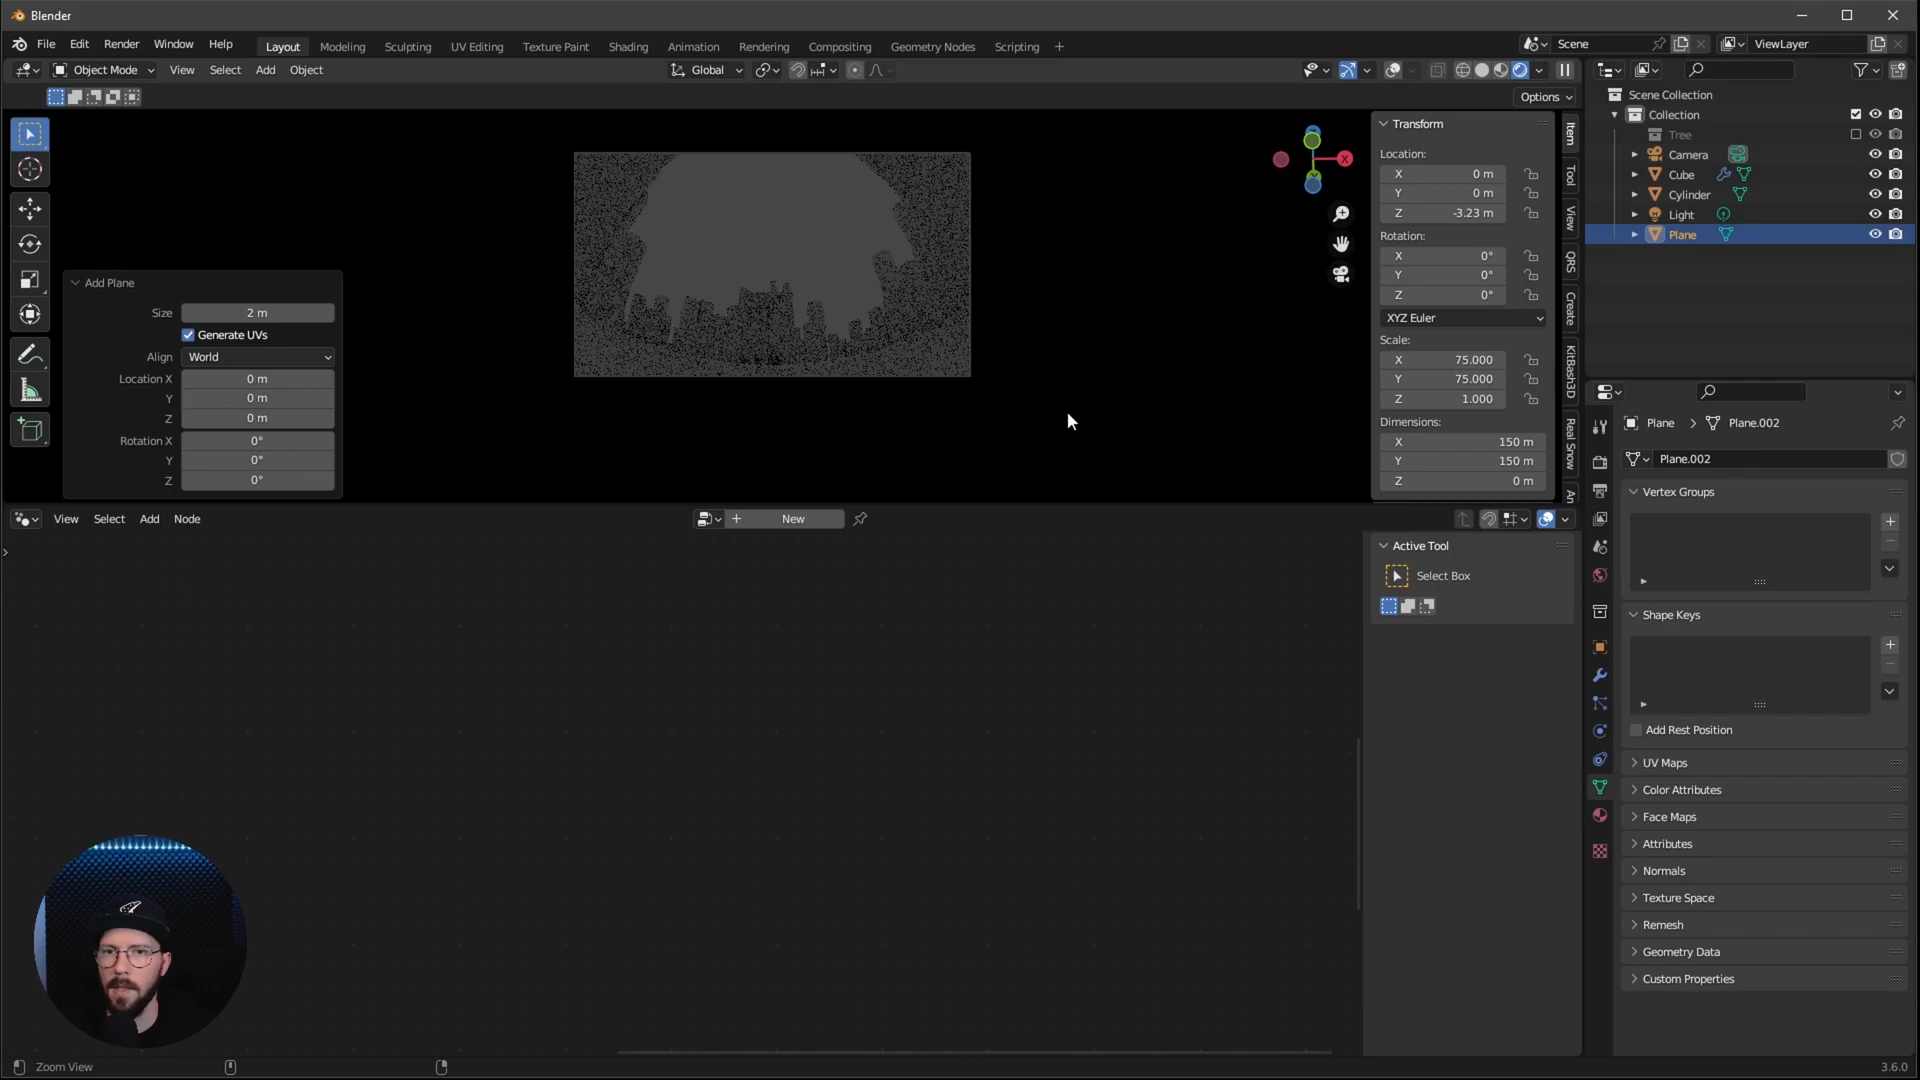 Blender
File Edit Render Window Help Layout Modeling Sculpting UV Editing Texture Paint Shading Animation Rendering Compositing Geometry Nodes Scripting + Scene ViewLayer
Object Mode View Select Add Object Global
Options
Scene Collection
Collection
Tree
Camera
Cube
Cylinder
Light
Plane
X
Transform
Location:
X 0 m
Y 0 m
Z -3.23 m
Rotation:
X 0°
Y 0°
Z 0°
XYZ Euler
Scale:
X 75.000
Y 75.000
Z 1.000
Dimensions:
X 150 m
Y 150 m
Z 0 m
Item
Tool
View
QRS
Create
KitBash3D
Real Snow
An
Add Plane
Size 2 m
Generate UVs
Align World
Location X 0 m
Y 0 m
Z 0 m
Rotation X 0°
Y 0°
Z 0°
View Select Add Node + New
Active Tool
Select Box
Plane > Plane.002
Plane.002
Vertex Groups
Shape Keys
Add Rest Position
UV Maps
Color Attributes
Face Maps
Attributes
Normals
Texture Space
Remesh
Geometry Data
Custom Properties
Zoom View
3.6.0